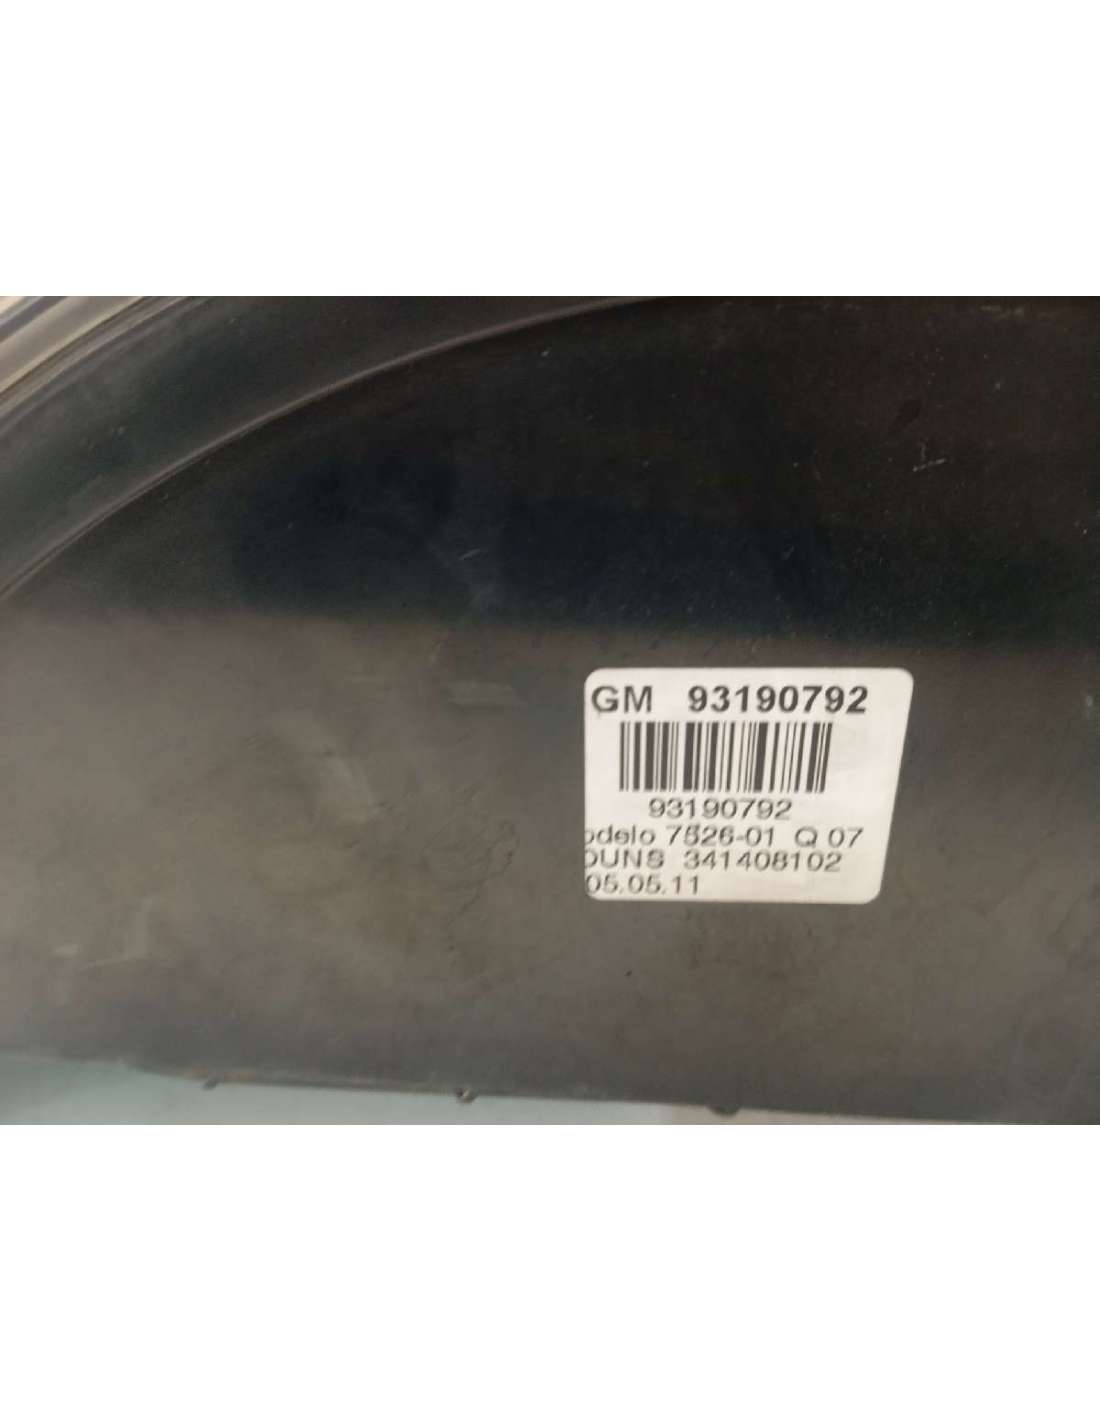 GM 93190792
93190792
odelo 7526-01 Q 07
DUNS 341408102
05.05.11